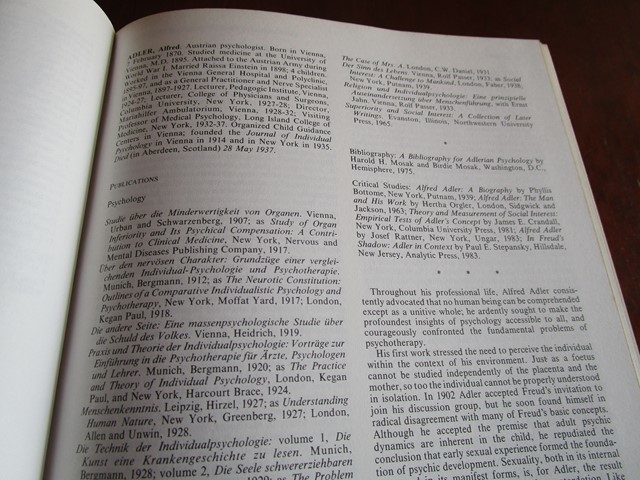 ADLER, Alfred. Austrian psychologist. Born in Vienna,
7 February 1870. Studied medicine at the University of
Vienna, M.D. 1895. Attached to the Austrian Army during
World War I. Married Raissa Einstein in 1898; 4 children.
Worked in the Vienna General Hospital and Polyclinic,
1895-97, and as a General Practitioner and Nerve Specialist
in Vienna, 1897-1927. Lecturer, Pedagogic Institute, Vienna,
1924-27; Lecturer, College of Physicians and Surgeons,
Columbia University, New York, 1927-28; Director,
Mariahilfer Ambulatorium, Vienna, 1928-32; Visiting
Professor of Medical Psychology, Long Island College of
Medicine, New York, 1932-37. Organized Child Guidance
Centers in Vienna; founded the Journal of Individual
Psychology in Vienna in 1914 and in New York in 1935.
Died (in Aberdeen, Scotland) 28 May 1937.
PUBLICATIONS
Psychology
Studie über die Minderwertigkeit von Organen. Vienna,
Urban and Schwarzenberg, 1907; as Study of Organ
Inferiority and Its Psychical Compensation: A Contri-
bution to Clinical Medicine, New York, Nervous and
Mental Diseases Publishing Company, 1917.
Über den nervösen Charakter: Grundzüge einer verglei-
chenden Individual-Psychologie und Psychotherapie.
Munich, Bergmann, 1912; as The Neurotic Constitution:
Outlines of a Comparative Individualistic Psychology and
Psychotherapy, New York, Moffat Yard, 1917; London,
Kegan Paul, 1918.
Die andere Seite: Eine massenpsychologische Studie über
die Schuld des Volkes. Vienna, Heidrich, 1919.
Praxis und Theorie der Individualpsychologie: Vorträge zur
Einführung in die Psychotherapie für Ärzte, Psychologen
und Lehrer. Munich, Bergmann, 1920; as The Practice
and Theory of Individual Psychology, London, Kegan
Paul, and New York, Harcourt Brace, 1924.
Menschenkenntnis. Leipzig, Hirzel, 1927; as Understanding
Human Nature, New York, Greenberg, 1927; London,
Allen and Unwin, 1928.
Die Technik der Individualpsychologie: volume 1, Die
Kunst eine Krankengeschichte zu lesen. Munich,
Bergmann, 1928; volume 2, Die Seele schwererziehbaren
1929; as The Problem
The Case of Mrs. A. London, C.W. Daniel, 1931.
Der Sinn des Lebens. Vienna, Rolf Passer, 1933; as Social
Interest: A Challenge to Mankind, London, Faber, 1938,
New York, Putnam, 1939.
Religion und Individualpsychologie: Eine prinzipielle
Auseinandersetzung über Menschenführung, with Ernst
Jahn. Vienna, Rolf Passer, 1933.
Superiority and Social Interest: A Collection of Later
Writings. Evanston, Illinois, Northwestern University
Press, 1965.
*
Bibliography: A Bibliography for Adlerian Psychology by
Harold H. Mosak and Birdie Mosak, Washington, D.C.,
Hemisphere, 1975.
Critical Studies: Alfred Adler: A Biography by Phyllis
Bottome, New York, Putnam, 1939; Alfred Adler: The Man
and His Work by Hertha Orgler, London, Sidgwick and
Jackson, 1963; Theory and Measurement of Social Interest:
Empirical Tests of Adler's Concept by James E. Crandall,
New York, Columbia University Press, 1981; Alfred Adler
by Josef Rattner, New York, Ungar, 1983; In Freud's
Shadow: Adler in Context by Paul E. Stepansky, Hillsdale,
New Jersey, Analytic Press, 1983.
* * *
Throughout his professional life, Alfred Adler consis-
tently advocated that no human being can be comprehended
except as a unitive whole; he ardently sought to make the
profoundest insights of psychology accessible to all, and
courageously confronted the fundamental problems of
psychotherapy.
His first work stressed the need to perceive the individual
within the context of his environment. Just as a foetus
cannot be studied independently of the placenta and the
mother, so too the individual cannot be properly understood
in isolation. In 1902 Adler accepted Freud's invitation to
join his discussion group, but he soon found himself in
radical disagreement with many of Freud's basic concepts.
Although he accepted the premise that adult psychic
dynamics are inherent in the child, he repudiated the
conclusion that early sexual experience formed the founda-
tion of psychic development. Sexuality, both in its internal
and in its manifest forms, is, for Adler, the result
Like